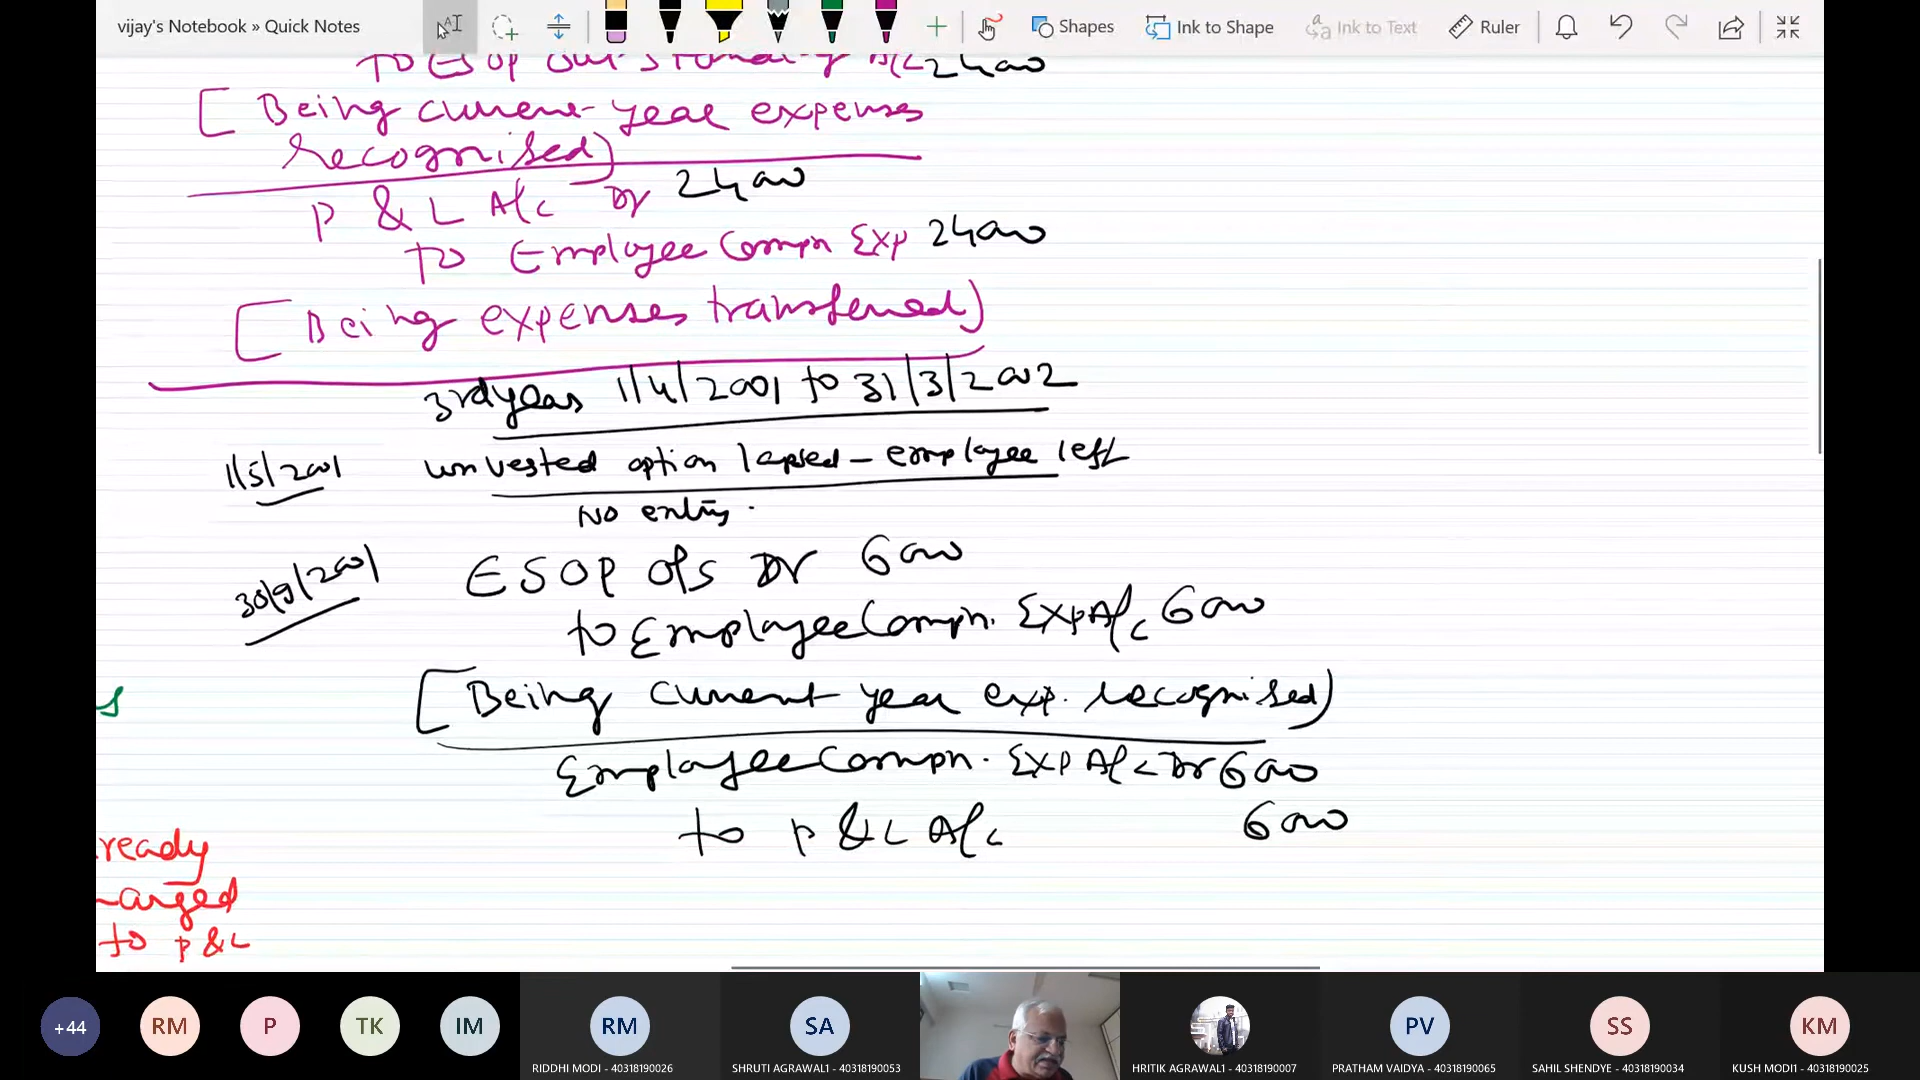 vijay's Notebook » Quick Notes
Shapes
Ink to Shape
Ink to Text
Ruler
To ESOP outstanding A/c 24000
[ Being current year expenses
recognised)
P & L A/c Dr 24000
to Employee Compn Exp 24000
[ Being expenses transferred)
3rd year 1/4/2001 to 31/3/2002
1/5/2001 unvested option lapsed - employee left
No entry.
30/9/2001 ESOP o/s Dr 6000
to Employee Compn. Exp A/c 6000
[ Being current year exp. recognised)
Employee Compn. Exp A/c Dr 6000
to P & L A/c 6000
s
ready
arged
to P & L
+44
RM
P
TK
IM
RM
SA
PV
SS
KM
RIDDHI MODI - 40318190026
SHRUTI AGRAWAL1 - 40318190053
HRITIK AGRAWAL1 - 40318190007
PRATHAM VAIDYA - 40318190065
SAHIL SHENDYE - 40318190034
KUSH MODI1 - 40318190025